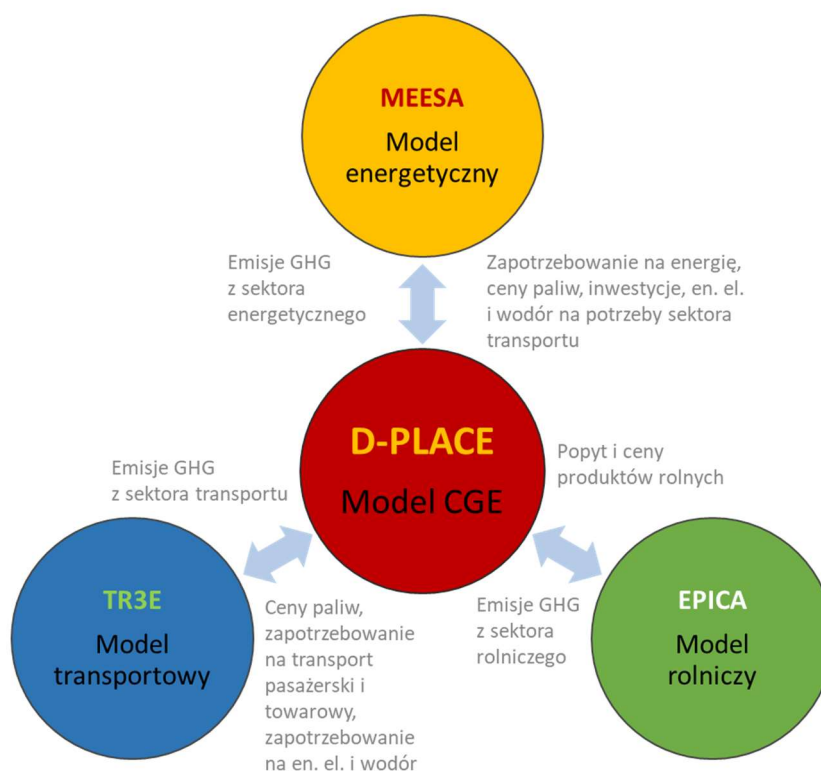 MEESA
Model
energetyczny
Emisje GHG
z sektora
energetycznego
Zapotrzebowanie na energię,
ceny paliw, inwestycje, en. el.
i wodór na potrzeby sektora
transportu
D-PLACE
Model CGE
Popyt i ceny
produktów rolnych
Emisje GHG
z sektora transportu
TR3E
Model
transportowy
Ceny paliw,
zapotrzebowanie
na transport
pasażerski i
towarowy,
zapotrzebowanie
na en. el. i wodór
Emisje GHG
z sektora
rolniczego
EPICA
Model
rolniczy